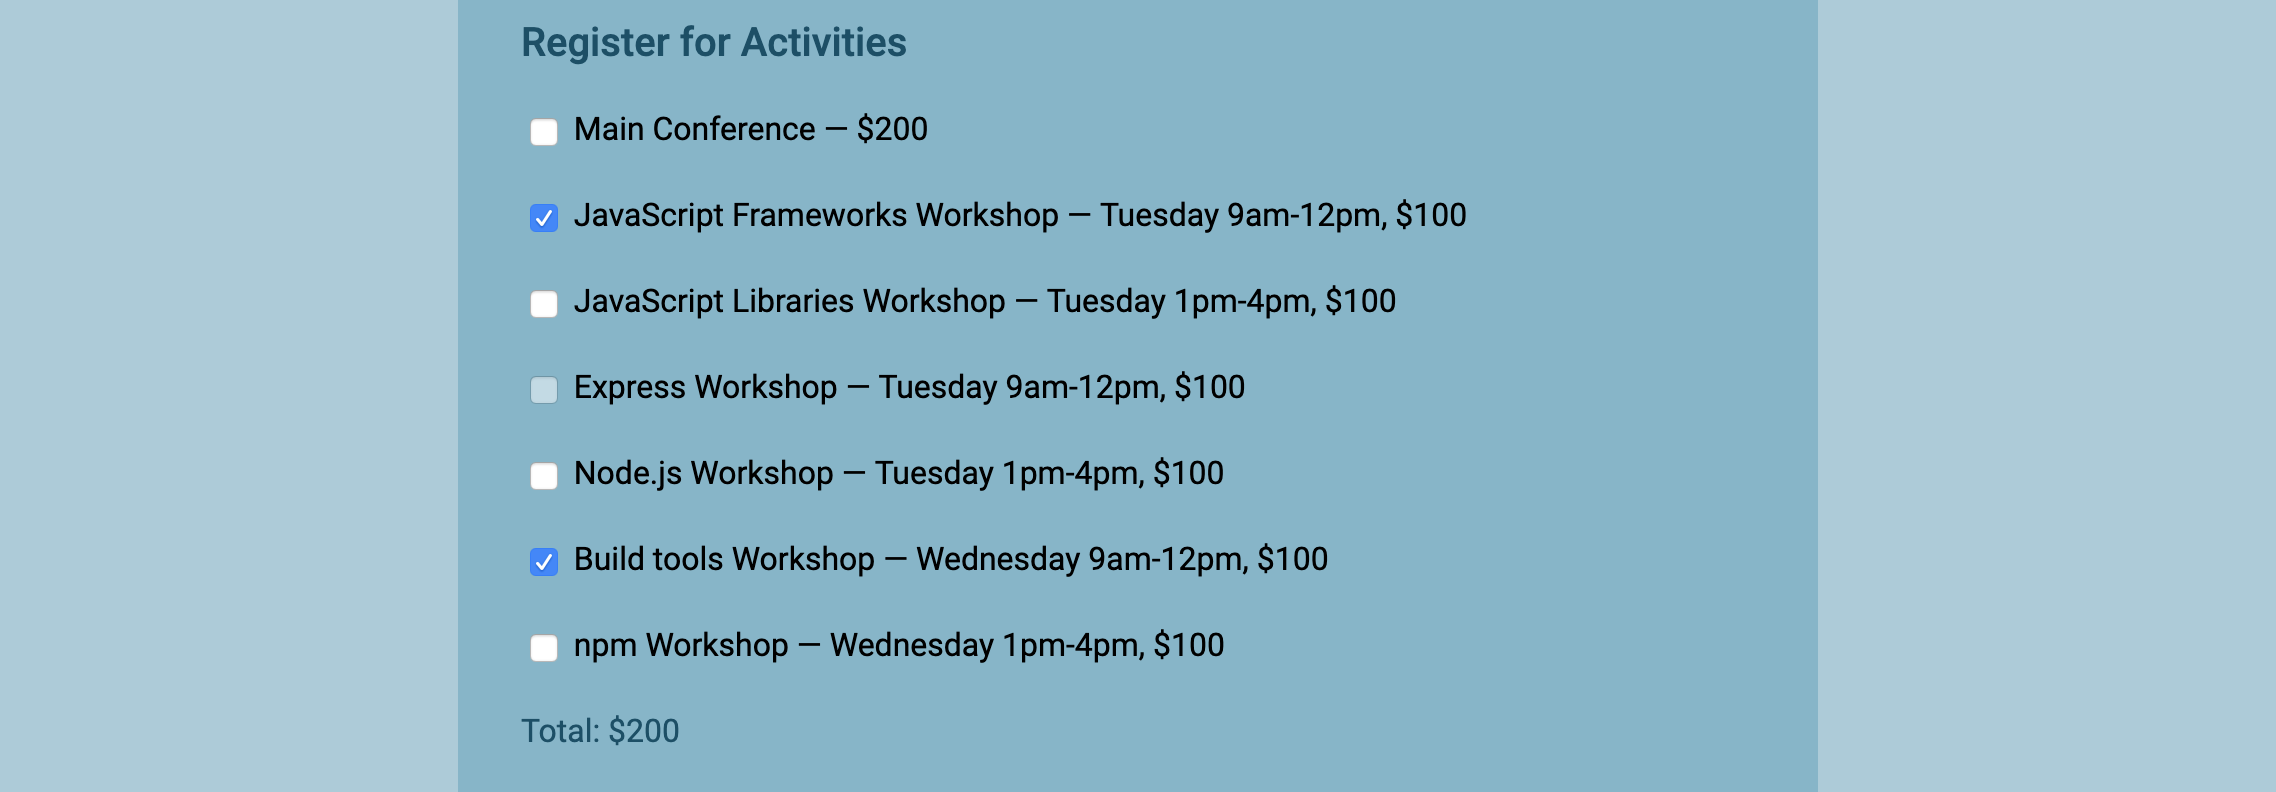 Register for Activities
Main Conference — $200
JavaScript Frameworks Workshop — Tuesday 9am-12pm, $100
JavaScript Libraries Workshop — Tuesday 1pm-4pm, $100
Express Workshop — Tuesday 9am-12pm, $100
Node.js Workshop — Tuesday 1pm-4pm, $100
Build tools Workshop — Wednesday 9am-12pm, $100
npm Workshop — Wednesday 1pm-4pm, $100
Total: $200